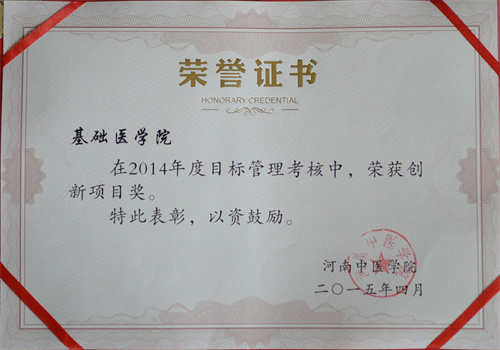 荣誉证书
HONORARY CREDENTIAL
基础医学院
在2014年度目标管理考核中，荣获创
新项目奖。
特此表彰，以资鼓励。
河南中医学院
二〇一五年四月